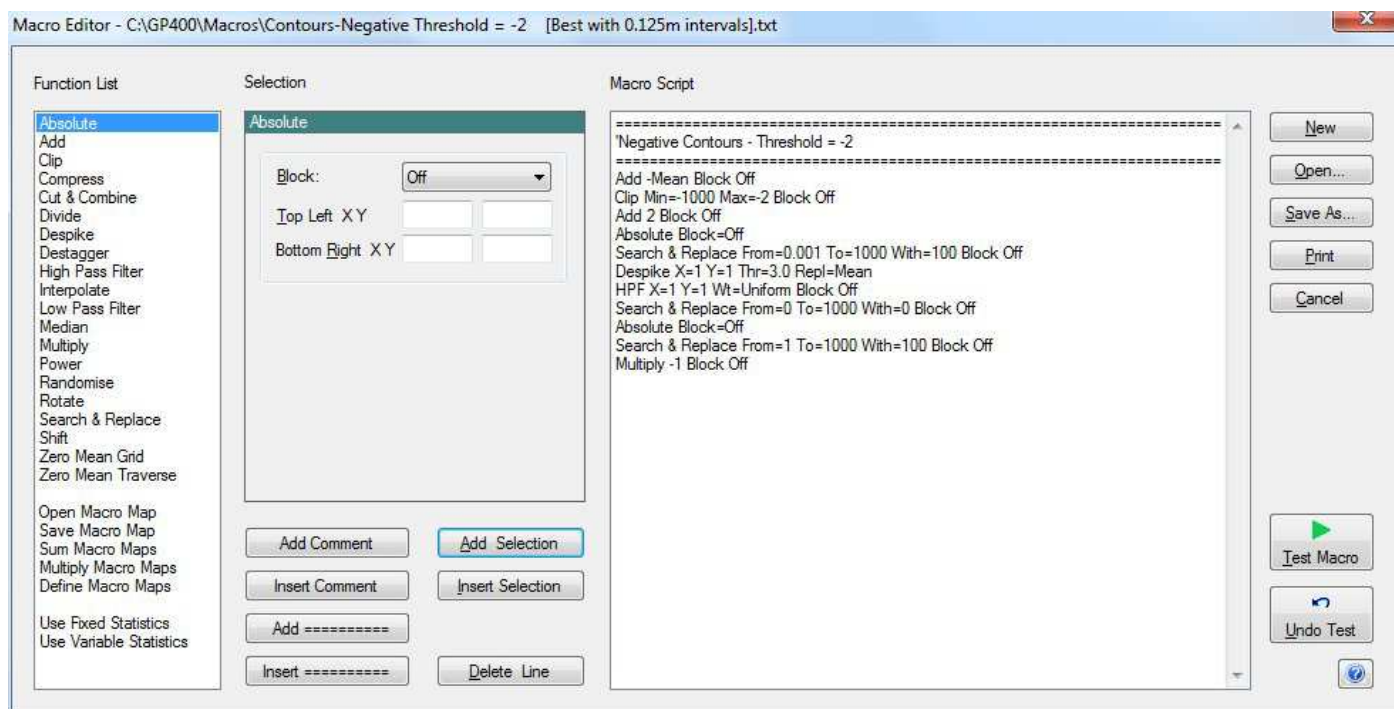 Macro Editor - C:\GP400\Macros\Contours-Negative Threshold = -2 [Best with 0.125m intervals].txt
Function List
Absolute
Add
Clip
Compress
Cut & Combine
Divide
Despike
Destagger
High Pass Filter
Interpolate
Low Pass Filter
Median
Multiply
Power
Randomise
Rotate
Search & Replace
Shift
Zero Mean Grid
Zero Mean Traverse
Open Macro Map
Save Macro Map
Sum Macro Maps
Multiply Macro Maps
Define Macro Maps
Use Fixed Statistics
Use Variable Statistics
Selection
Absolute
Block: Off
Top Left X Y
Bottom Right X Y
Add Comment Add Selection
Insert Comment Insert Selection
Add ==========
Insert ========== Delete Line
Macro Script
=======================================================================
'Negative Contours - Threshold = -2
=======================================================================
Add -Mean Block Off
Clip Min=-1000 Max=-2 Block Off
Add 2 Block Off
Absolute Block=Off
Search & Replace From=0.001 To=1000 With=100 Block Off
Despike X=1 Y=1 Thr=3.0 Repl=Mean
HPF X=1 Y=1 Wt=Uniform Block Off
Search & Replace From=0 To=1000 With=0 Block Off
Absolute Block=Off
Search & Replace From=1 To=1000 With=100 Block Off
Multiply -1 Block Off
New
Open...
Save As...
Print
Cancel
Test Macro
Undo Test